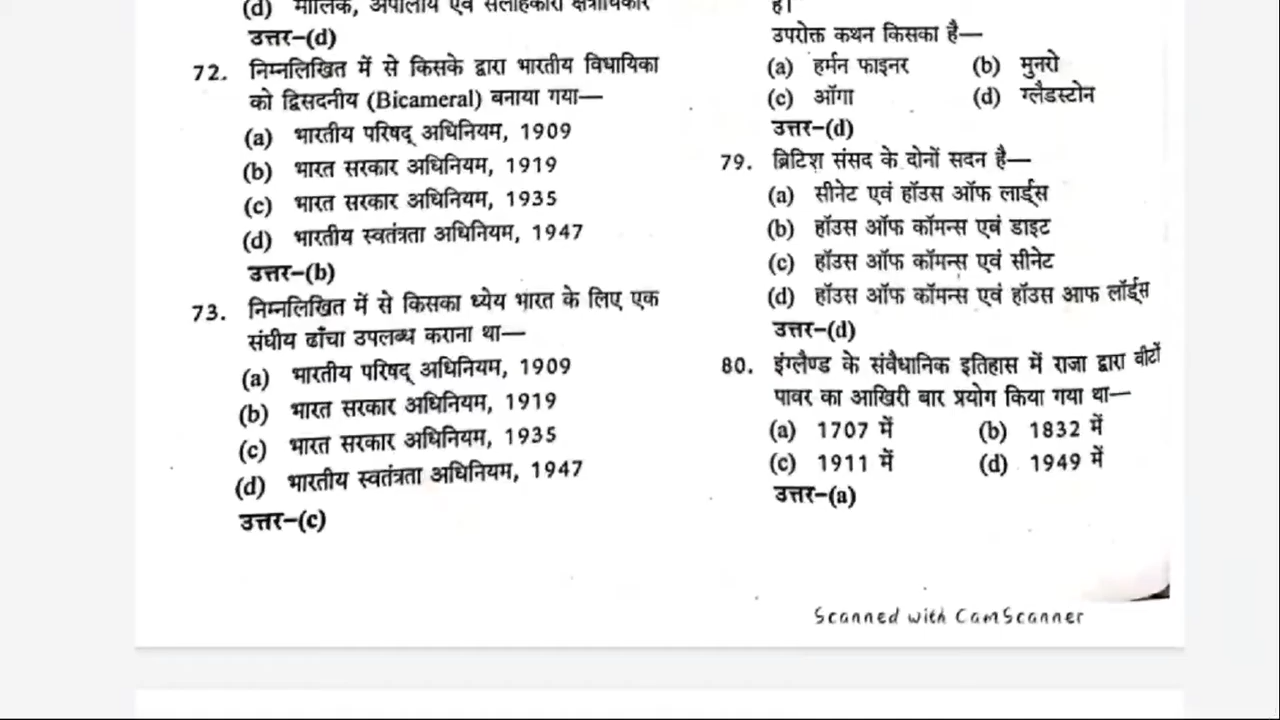 (d) मौलिक, अपीलीय एवं सलाहकारी क्षेत्राधिकार
उत्तर–(d)
72. निम्नलिखित में से किसके द्वारा भारतीय विधायिका
को द्विसदनीय (Bicameral) बनाया गया—
(a) भारतीय परिषद् अधिनियम, 1909
(b) भारत सरकार अधिनियम, 1919
(c) भारत सरकार अधिनियम, 1935
(d) भारतीय स्वतंत्रता अधिनियम, 1947
उत्तर–(b)
73. निम्नलिखित में से किसका ध्येय भारत के लिए एक
संघीय ढाँचा उपलब्ध कराना था—
(a) भारतीय परिषद् अधिनियम, 1909
(b) भारत सरकार अधिनियम, 1919
(c) भारत सरकार अधिनियम, 1935
(d) भारतीय स्वतंत्रता अधिनियम, 1947
उत्तर–(c)
है।
उपरोक्त कथन किसका है—
(a) हर्मन फाइनर (b) मुनरो
(c) ऑगा (d) ग्लैडस्टोन
उत्तर–(d)
79. ब्रिटिश संसद के दोनों सदन है—
(a) सीनेट एवं हॉउस ऑफ लार्ड्स
(b) हॉउस ऑफ कॉमन्स एवं डाइट
(c) हॉउस ऑफ कॉमन्स एवं सीनेट
(d) हॉउस ऑफ कॉमन्स एवं हॉउस आफ लॉर्ड्स
उत्तर–(d)
80. इंग्लैण्ड के संवैधानिक इतिहास में राजा द्वारा वीटों
पावर का आखिरी बार प्रयोग किया गया था—
(a) 1707 में (b) 1832 में
(c) 1911 में (d) 1949 में
उत्तर–(a)
Scanned with CamScanner